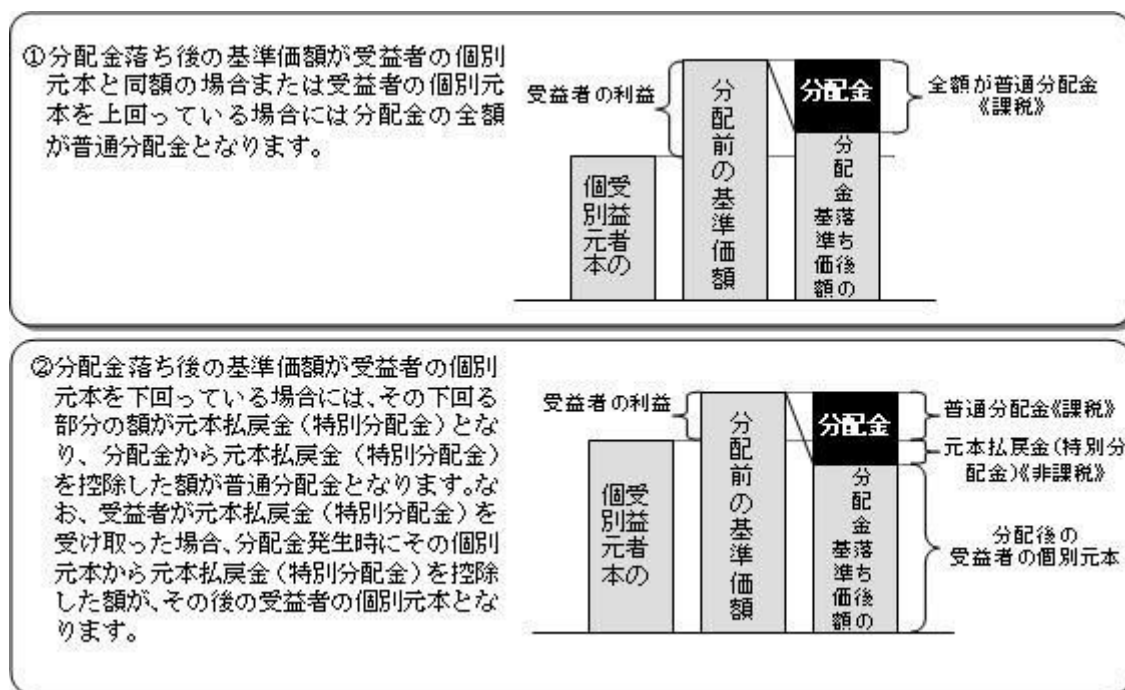 ①分配金落ち後の基準価額が受益者の個別
元本と同額の場合または受益者の個別元
本を上回っている場合には分配金の全額
が普通分配金となります。
受益者の利益
受益者の
個別元本
分配前の基準価額
分配金
分配金落ち後の
基準価額
全額が普通分配金
《課税》
②分配金落ち後の基準価額が受益者の個別
元本を下回っている場合には、その下回る
部分の額が元本払戻金（特別分配金）とな
り、分配金から元本払戻金（特別分配金）
を控除した額が普通分配金となります。な
お、受益者が元本払戻金（特別分配金）を
受け取った場合、分配金発生時にその個別
元本から元本払戻金（特別分配金）を控除
した額が、その後の受益者の個別元本とな
ります。
受益者の利益
受益者の
個別元本
分配前の基準価額
分配金
分配金落ち後の
基準価額
普通分配金《課税》
元本払戻金（特別分
配金）《非課税》
分配後の
受益者の個別元本